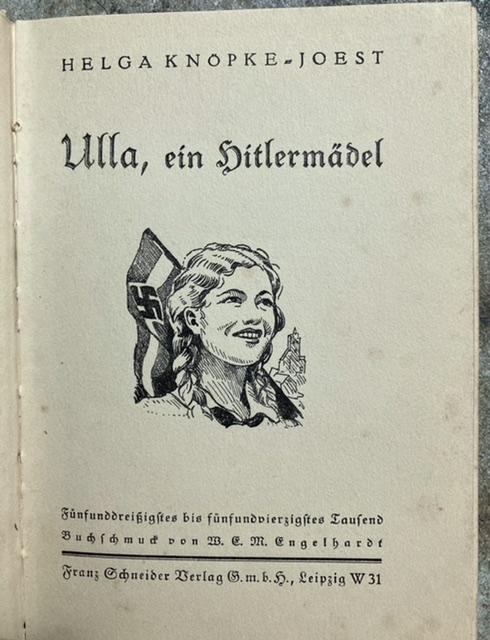 HELGA KNÖPKE-JOEST
Ulla, ein Hitlermädel
Fünfunddreißigstes bis fünfundvierzigstes Tausend
Buchschmuck von W. E. M. Engelhardt
Franz Schneider Verlag G. m. b. H., Leipzig W 31